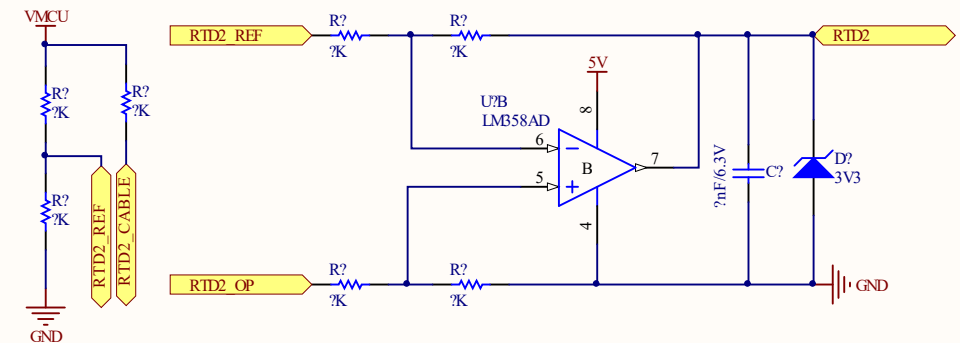 VMCU
R?
?K
R?
?K
R?
?K
RTD2_REF
RTD2_CABLE
GND
RTD2_REF
R?
?K
R?
?K
RTD2
5V
U?B
LM358AD
8
6
5
B
7
4
?nF/6.3V
C?
D?
3V3
RTD2_OP
R?
?K
R?
?K
GND